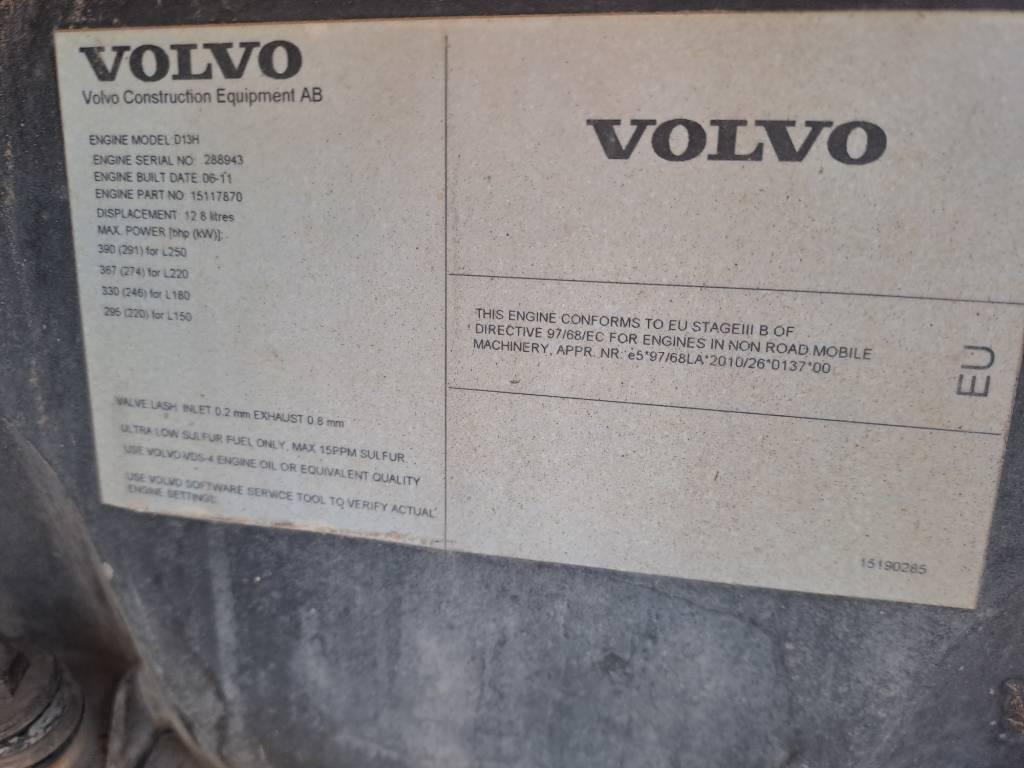 VOLVO
Volvo Construction Equipment AB
ENGINE MODEL: D13H
ENGINE SERIAL NO: 288943
ENGINE BUILT DATE: 06-11
ENGINE PART NO: 15117870
DISPLACEMENT: 12.8 litres
MAX. POWER [bhp (kW)]:
390 (291) for L250
367 (274) for L220
330 (246) for L180
295 (220) for L150
VALVE LASH: INLET 0.2 mm EXHAUST 0.8 mm
ULTRA LOW SULFUR FUEL ONLY, MAX 15PPM SULFUR.
USE VOLVO VDS-4 ENGINE OIL OR EQUIVALENT QUALITY
USE VOLVO SOFTWARE SERVICE TOOL TO VERIFY ACTUAL
ENGINE SETTINGS.
VOLVO
THIS ENGINE CONFORMS TO EU STAGEIII B OF
DIRECTIVE 97/68/EC FOR ENGINES IN NON ROAD MOBILE
MACHINERY, APPR. NR: e5*97/68LA*2010/26*0137*00
EU
15190285